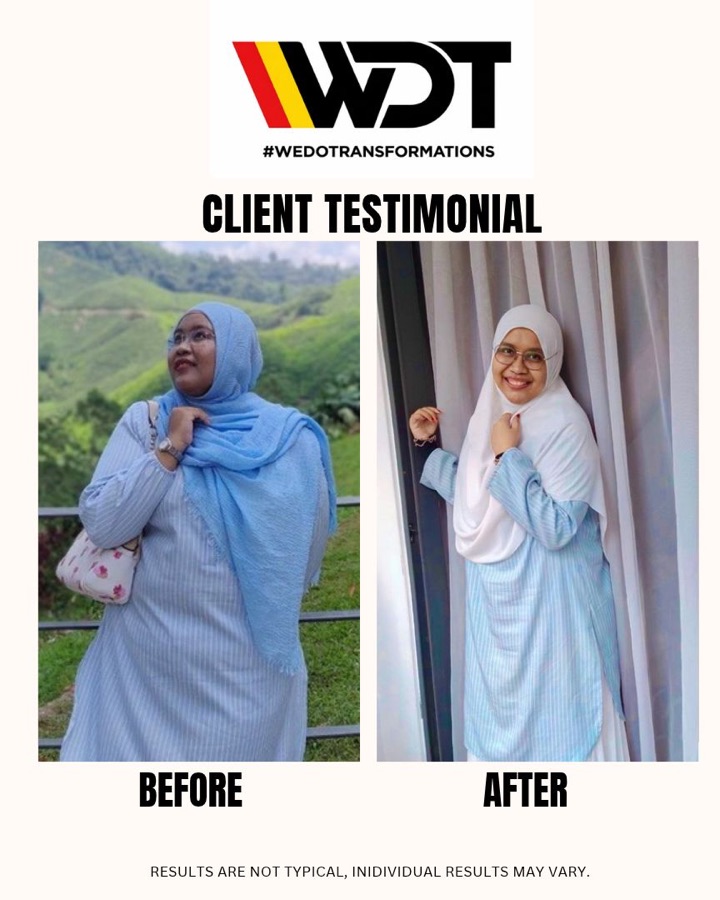 WDT
#WEDOTRANSFORMATIONS
CLIENT TESTIMONIAL
BEFORE
AFTER
RESULTS ARE NOT TYPICAL, INIDIVIDUAL RESULTS MAY VARY.